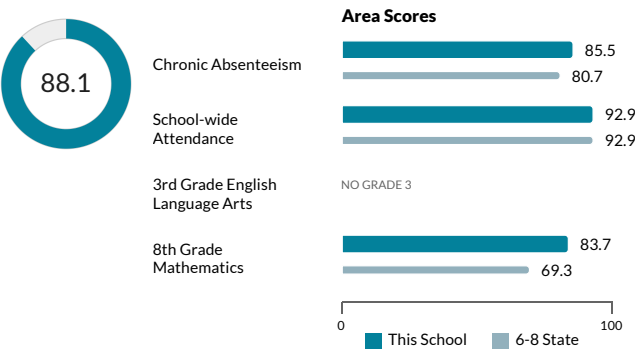 Area Scores
88.1
Chronic Absenteeism
85.5
80.7
School-wide
Attendance
92.9
92.9
3rd Grade English
Language Arts
NO GRADE 3
8th Grade
Mathematics
83.7
69.3
0
100
This School
6-8 State